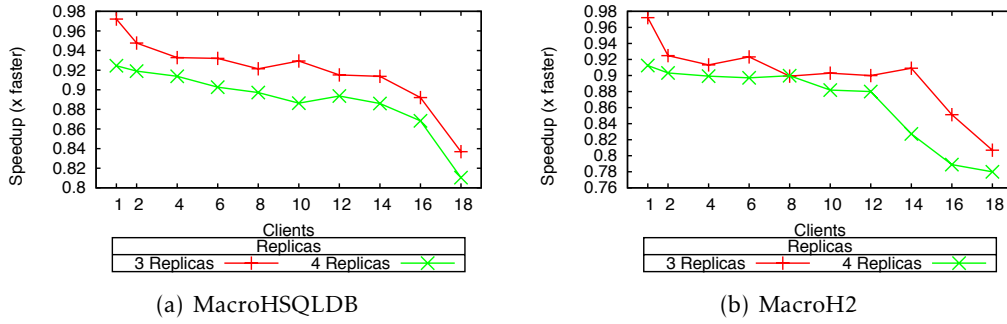 0.98
0.96
0.94
0.92
0.9
0.88
0.86
0.84
0.82
0.8
Speedup (x faster)
1 2 4 6 8 10 12 14 16 18
Clients
Replicas
3 Replicas 4 Replicas
(a) MacroHSQLDB
0.98
0.96
0.94
0.92
0.9
0.88
0.86
0.84
0.82
0.8
0.78
0.76
Speedup (x faster)
1 2 4 6 8 10 12 14 16 18
Clients
Replicas
3 Replicas 4 Replicas
(b) MacroH2